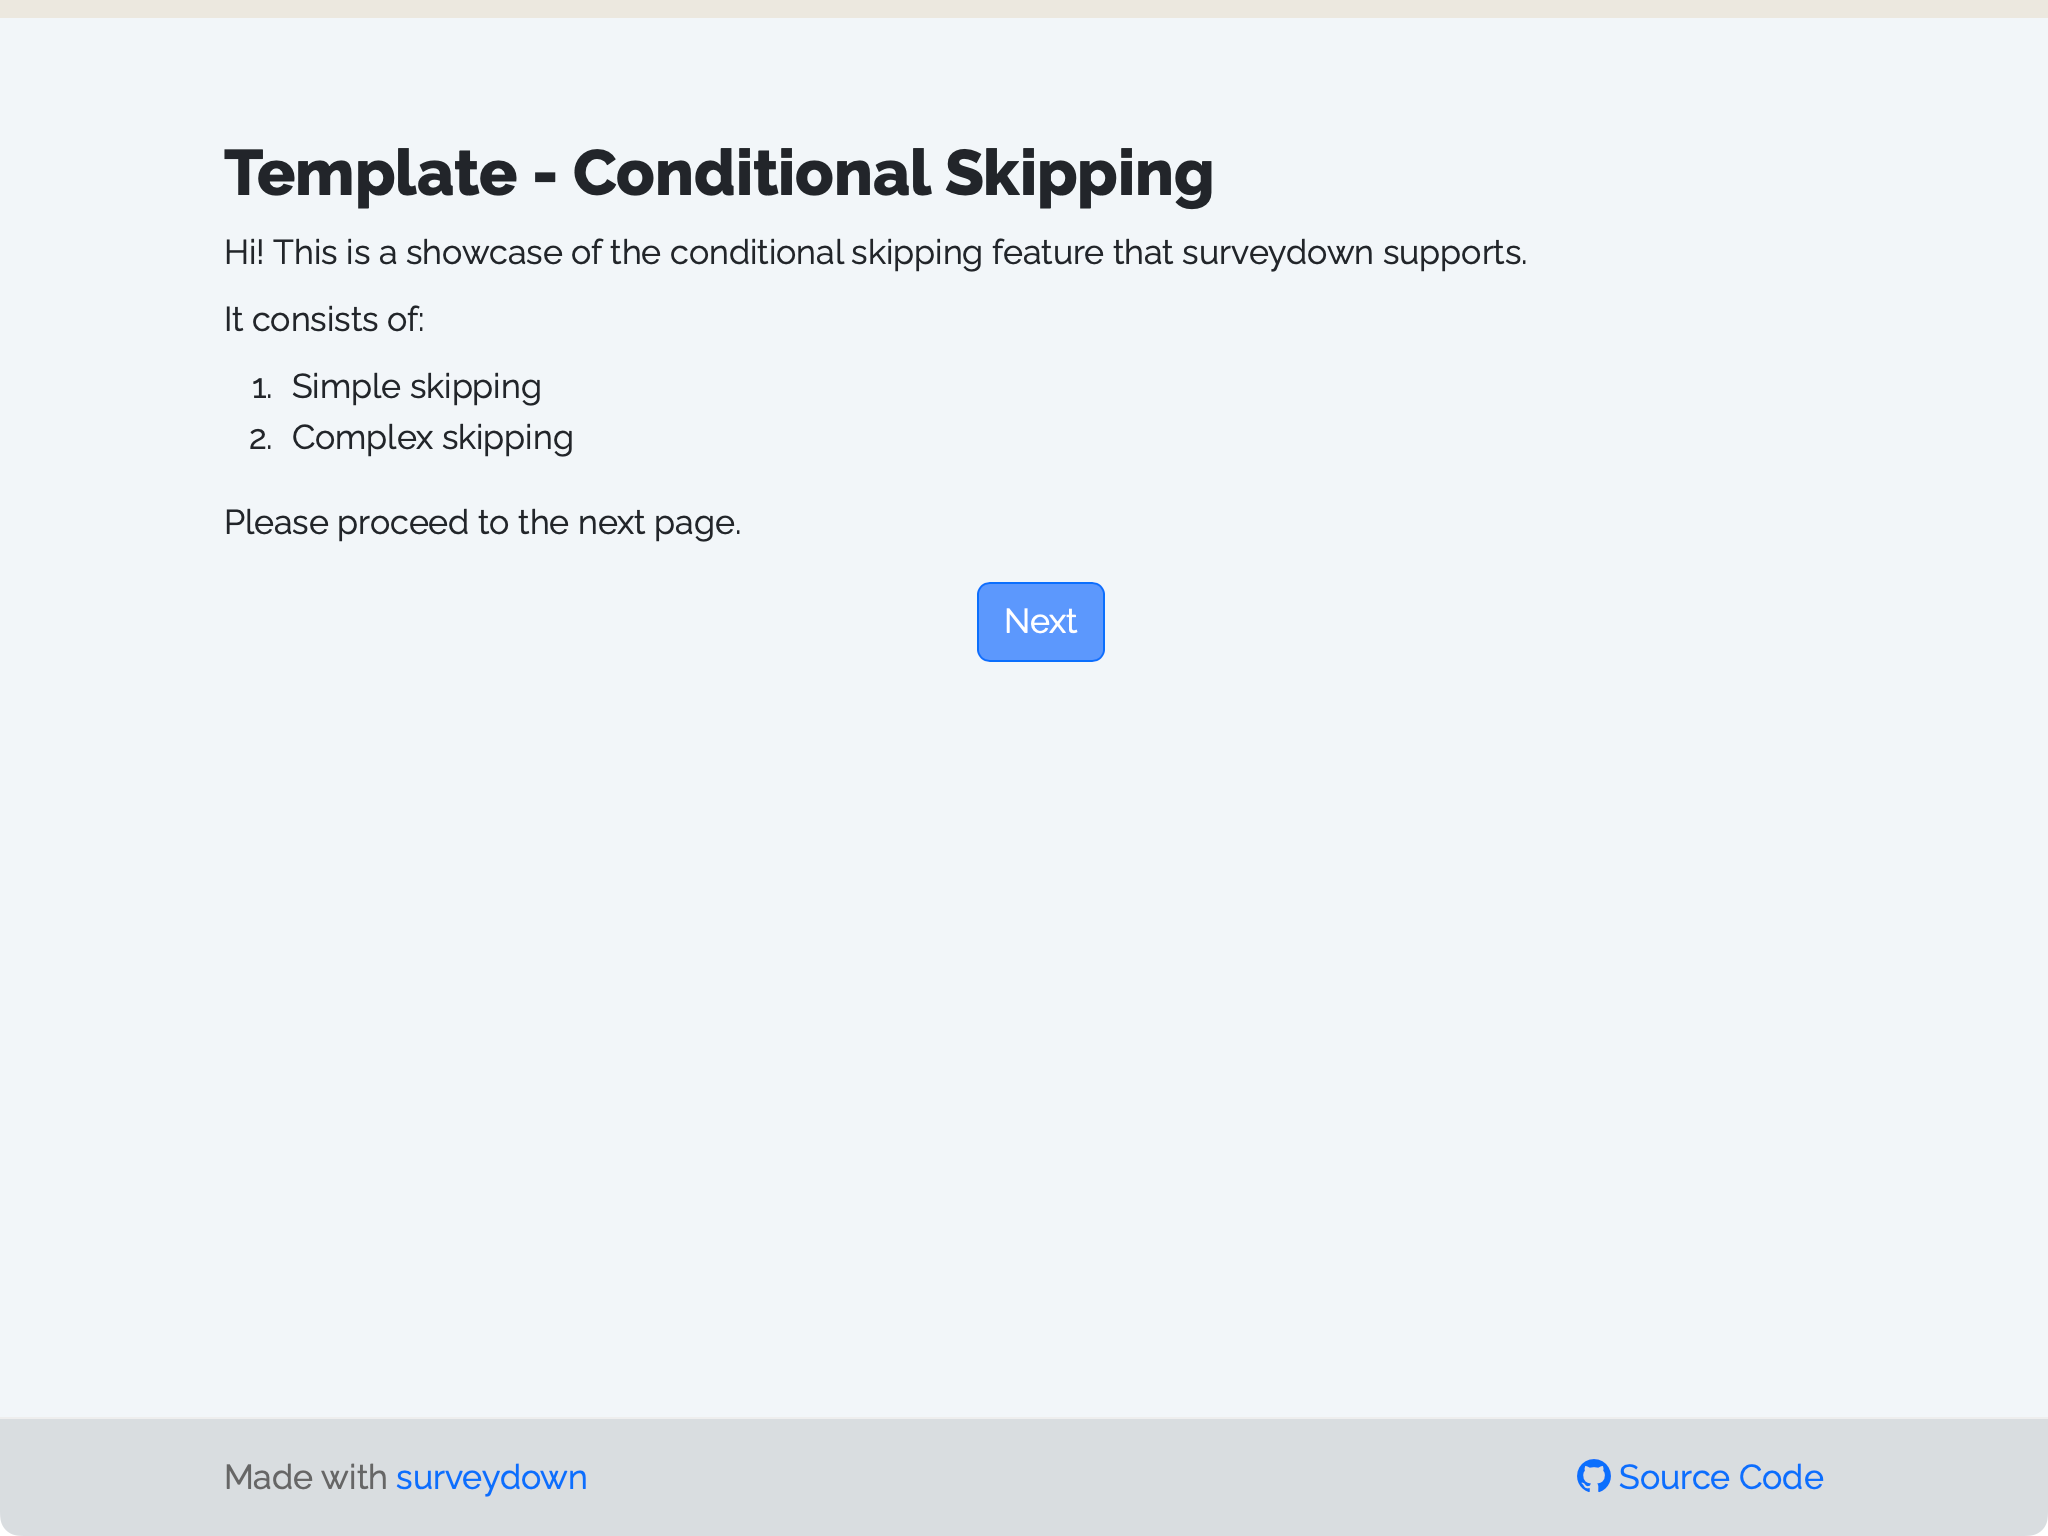 Template - Conditional Skipping
Hi! This is a showcase of the conditional skipping feature that surveydown supports.
It consists of:
1. Simple skipping
2. Complex skipping
Please proceed to the next page.
Next
Made with surveydown
Source Code